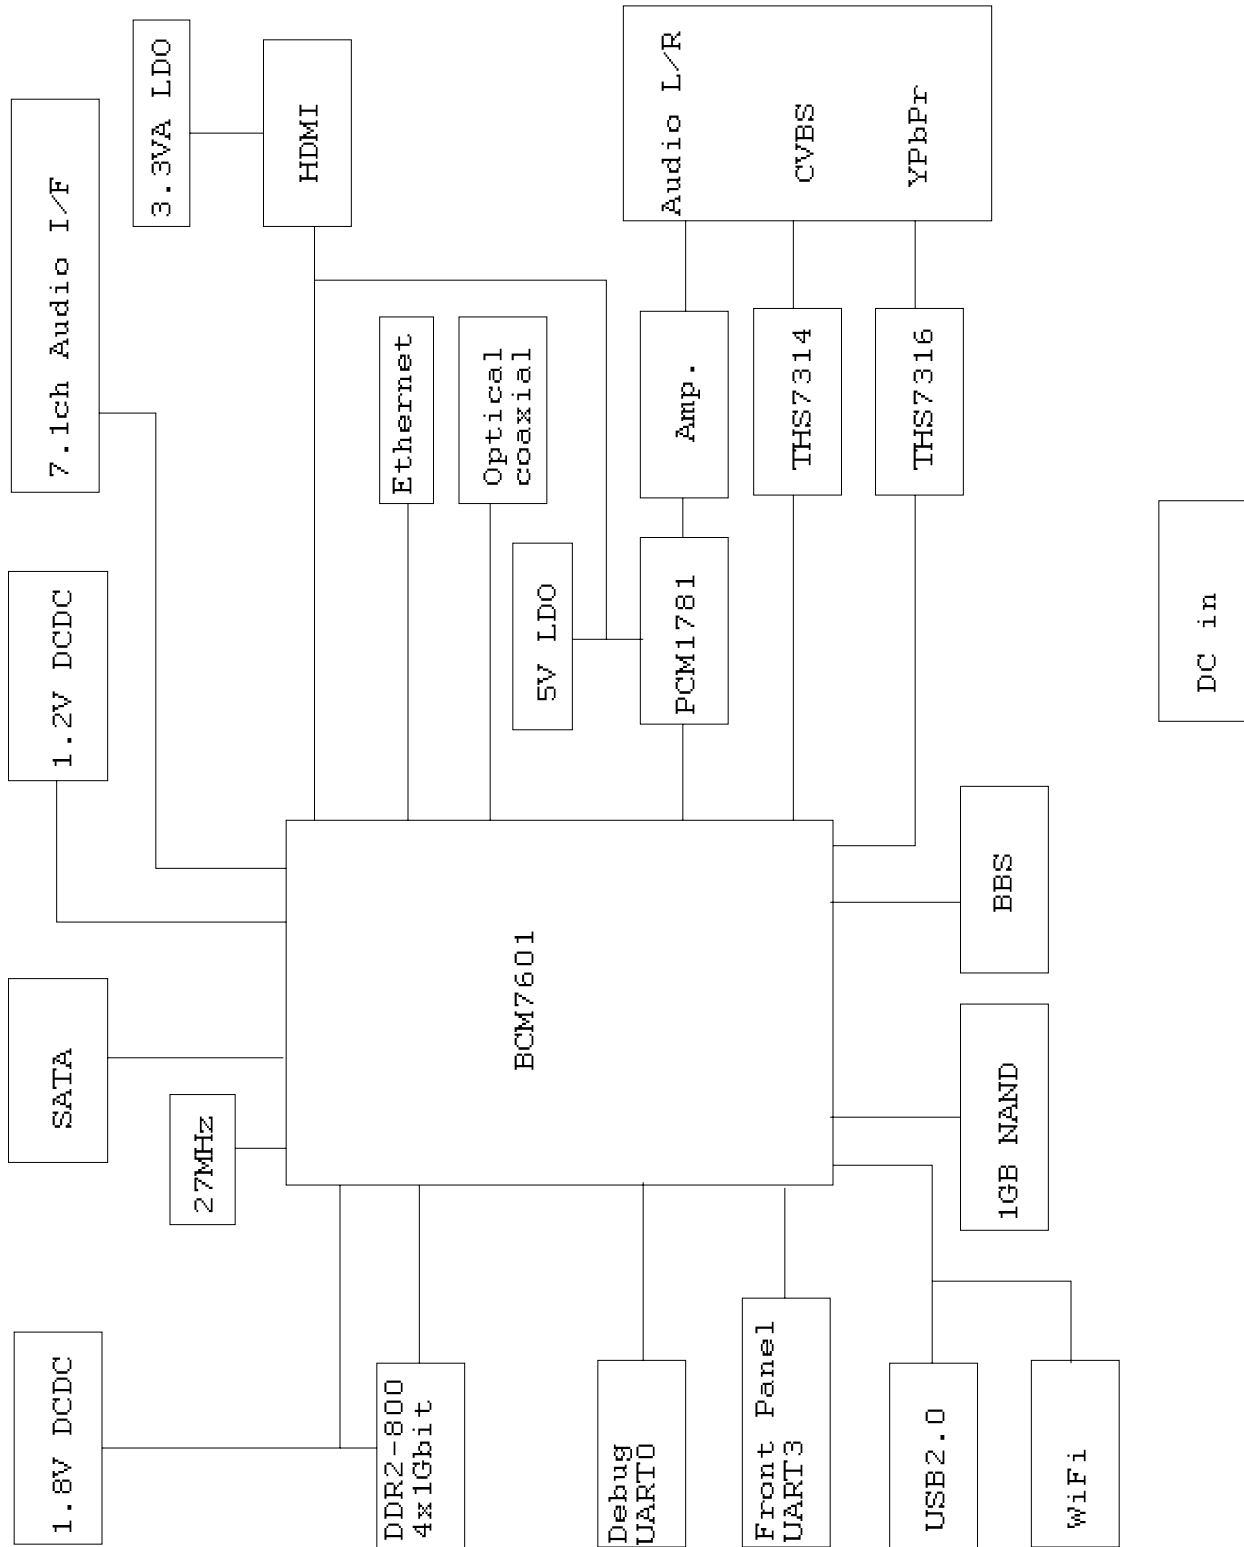 1.8V DCDC
DDR2-800
4x1Gbit
Debug
UART0
Front Panel
UART3
USB2.0
WiFi
27MHz
SATA
1.2V DCDC
7.1ch Audio I/F
BCM7601
1GB NAND
BBS
3.3VA LDO
HDMI
Ethernet
Optical
coaxial
5V LDO
PCM1781
Amp.
THS7314
THS7316
Audio L/R
CVBS
YPbPr
DC in